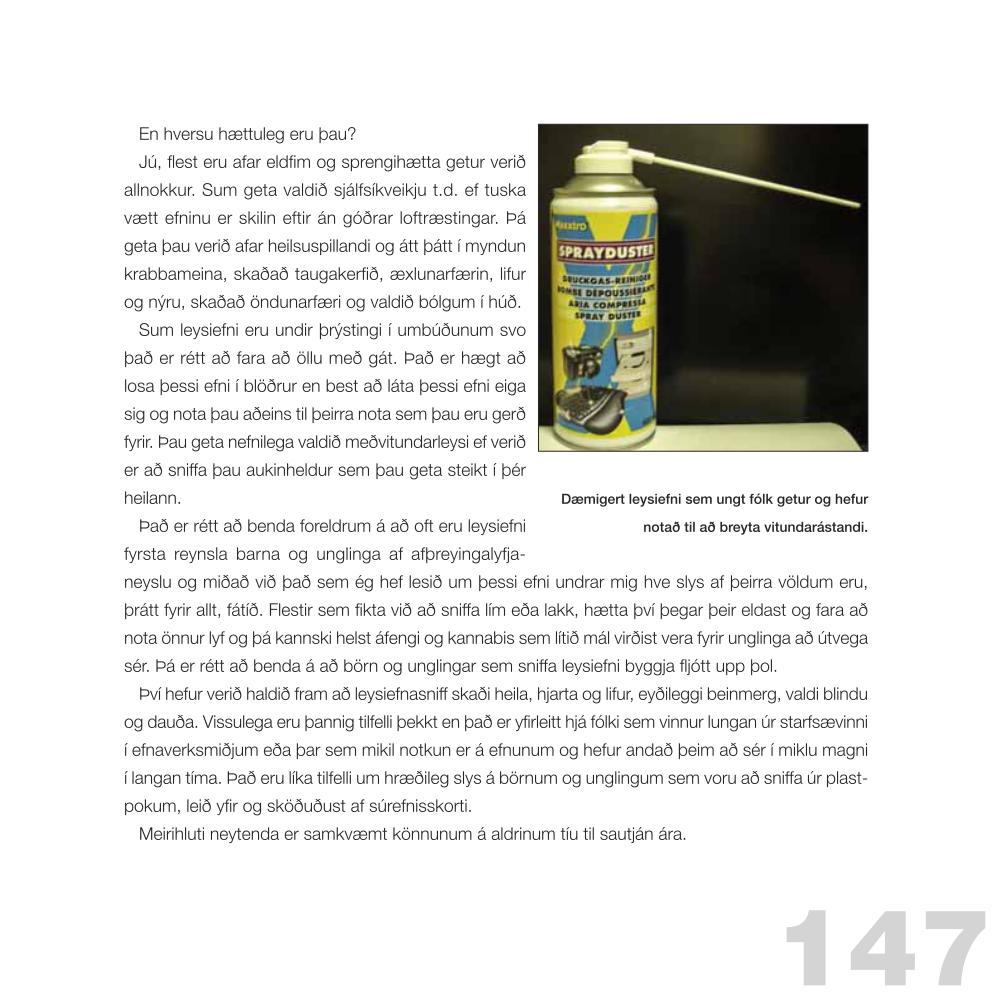 En hversu hættuleg eru þau?
Jú, flest eru afar eldfim og sprengihætta getur verið
allnokkur. Sum geta valdið sjálfsíkveikju t.d. ef tuska
vætt efninu er skilin eftir án góðrar loftræstingar. Þá
geta þau verið afar heilsuspillandi og átt þátt í myndun
krabbameina, skaðað taugakerfið, æxlunarfærin, lifur
og nýru, skaðað öndunarfæri og valdið bólgum í húð.
Sum leysiefni eru undir þrýstingi í umbúðunum svo
það er rétt að fara að öllu með gát. Það er hægt að
losa þessi efni í blöðrur en best að láta þessi efni eiga
sig og nota þau aðeins til þeirra nota sem þau eru gerð
fyrir. Þau geta nefnilega valdið meðvitundarleysi ef verið
er að sniffa þau aukinheldur sem þau geta steikt í þér
heilann.
Það er rétt að benda foreldrum á að oft eru leysiefni
fyrsta reynsla barna og unglinga af afþreyingalyfja-
neyslu og miðað við það sem ég hef lesið um þessi efni undrar mig hve slys af þeirra völdum eru,
þrátt fyrir allt, fátíð. Flestir sem fikta við að sniffa lím eða lakk, hætta því þegar þeir eldast og fara að
nota önnur lyf og þá kannski helst áfengi og kannabis sem lítið mál virðist vera fyrir unglinga að útvega
sér. Þá er rétt að benda á að börn og unglingar sem sniffa leysiefni byggja fljótt upp þol.
Því hefur verið haldið fram að leysiefnasniff skaði heila, hjarta og lifur, eyðileggi beinmerg, valdi blindu
og dauða. Vissulega eru þannig tilfelli þekkt en það er yfirleitt hjá fólki sem vinnur lungan úr starfsævinni
í efnaverksmiðjum eða þar sem mikil notkun er á efnunum og hefur andað þeim að sér í miklu magni
í langan tíma. Það eru líka tilfelli um hræðileg slys á börnum og unglingum sem voru að sniffa úr plast-
pokum, leið yfir og sköðuðust af súrefnisskorti.
Meirihluti neytenda er samkvæmt könnunum á aldrinum tíu til sautján ára.
SPRAYDUSTER
DRUCKGAS-REINIGER
BOMBE DEPOUSSIERANTE
ARIA COMPRESSA
SPRAY DUSTER
Dæmigert leysiefni sem ungt fólk getur og hefur
notað til að breyta vitundarástandi.
147